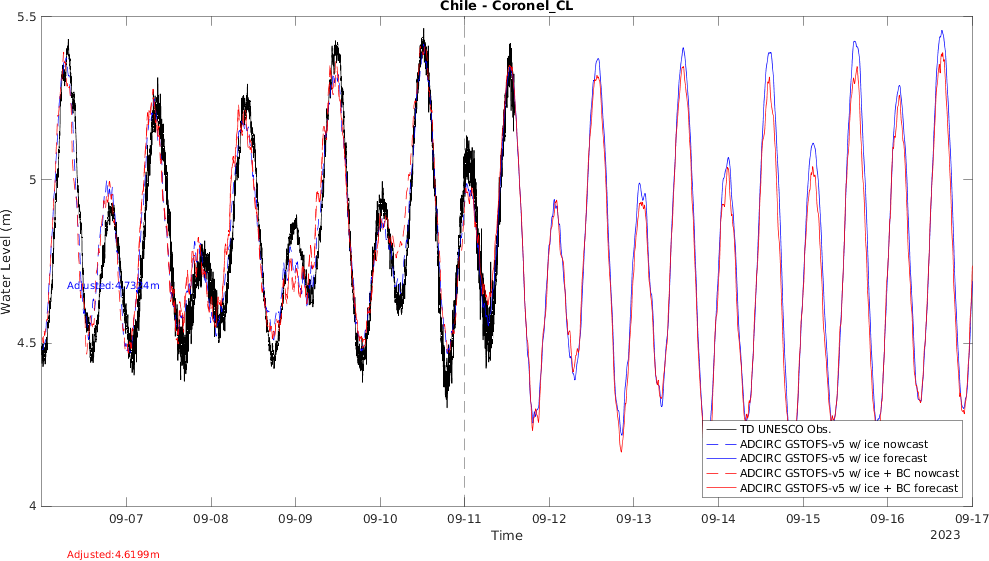 Chile - Coronel_CL
5.5
5
4.5
4
Water Level (m)
Adjusted:4.7314m
TD UNESCO Obs.
ADCIRC GSTOFS-v5 w/ ice nowcast
ADCIRC GSTOFS-v5 w/ ice forecast
ADCIRC GSTOFS-v5 w/ ice + BC nowcast
ADCIRC GSTOFS-v5 w/ ice + BC forecast
09-07 09-08 09-09 09-10 09-11 09-12 09-13 09-14 09-15 09-16 09-17
Time
2023
Adjusted:4.6199m